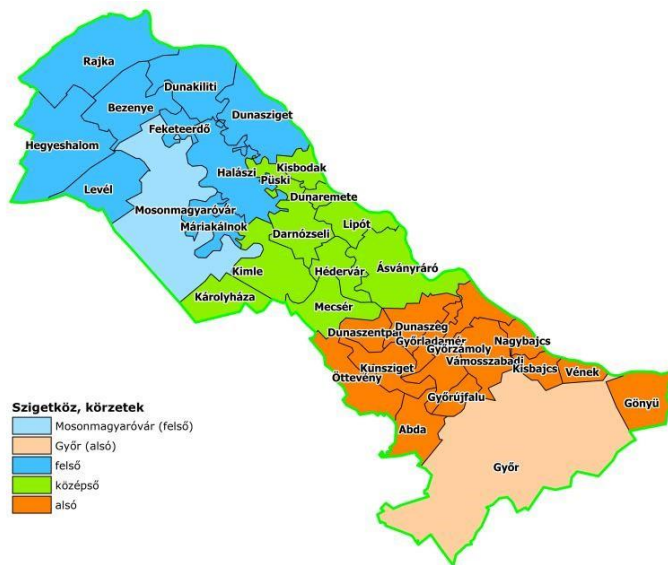 Rajka
Dunakiliti
Bezenye
Dunasziget
Feketeerdő
Hegyeshalom
Halászi
Kisbodak
Püski
Levél
Dunaremete
Mosonmagyaróvár
Lipót
Máriakálnok
Darnózseli
Kimle
Hédervár
Ásványráró
Károlyháza
Mecsér
Dunaszentpál
Dunaszeg
Győrladamér
Nagybajcs
Győrzámoly
Vámosszabadi
Kunsziget
Kisbajcs
Vének
Öttevény
Győrújfalu
Gönyü
Abda
Győr
Szigetköz, körzetek
Mosonmagyaróvár (felső)
Győr (alsó)
felső
középső
alsó